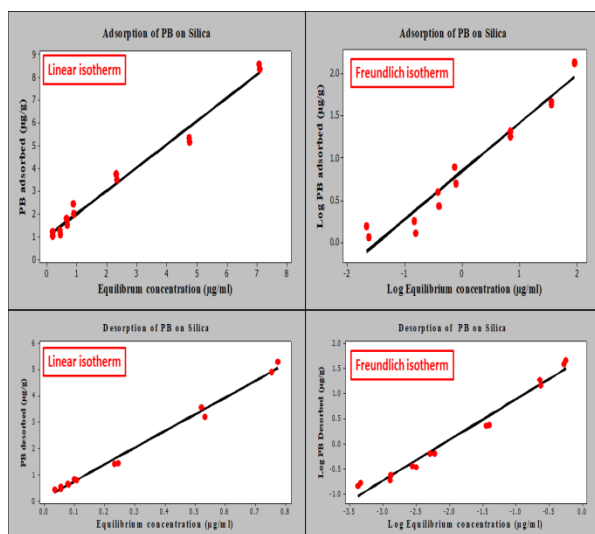 Adsorption of PB on Silica
Linear isotherm
PB adsorbed (µg/g)
9
8
7
6
5
4
3
2
1
0
0 1 2 3 4 5 6 7 8
Equilibrum concentration (µg/ml)
Adsorption of PB on Silica
Freundlich isotherm
Log PB adsorbed (µg/g)
2.0
1.5
1.0
0.5
0.0
-2 -1 0 1 2
Log Equilibrium concentration (µg/ml)
Desorption of PB on Silica
Linear isotherm
PB desorbed (µg/g)
6
5
4
3
2
1
0
0.0 0.1 0.2 0.3 0.4 0.5 0.6 0.7 0.8
Equilibrium concentration (µg/ml)
Desorption of PB on Silica
Freundlich isotherm
Log PB Desorbed (µg/g)
2.0
1.5
1.0
0.5
0.0
-0.5
-1.0
-3.5 -3.0 -2.5 -2.0 -1.5 -1.0 -0.5 0.0
Log Equilibrium concentration (µg/ml)